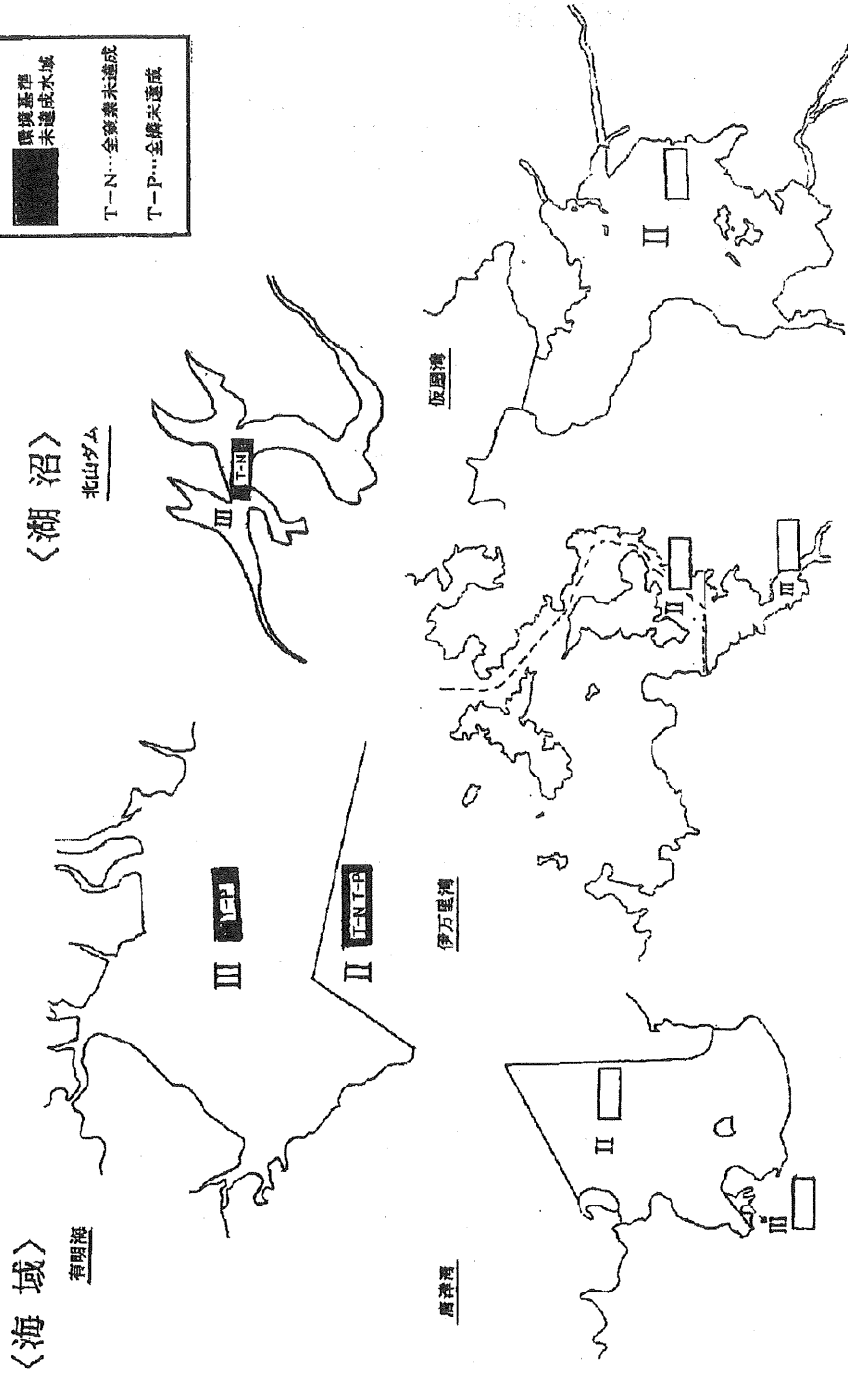 〈海 域〉
有明海
III
T-P
II
T-N T-P
〈湖 沼〉
北山ダム
III
T-N
環境基準
未達成水域
T-N…全窒素未達成
T-P…全燐未達成
唐津湾
II
III
伊万里湾
II
III
仮屋湾
II